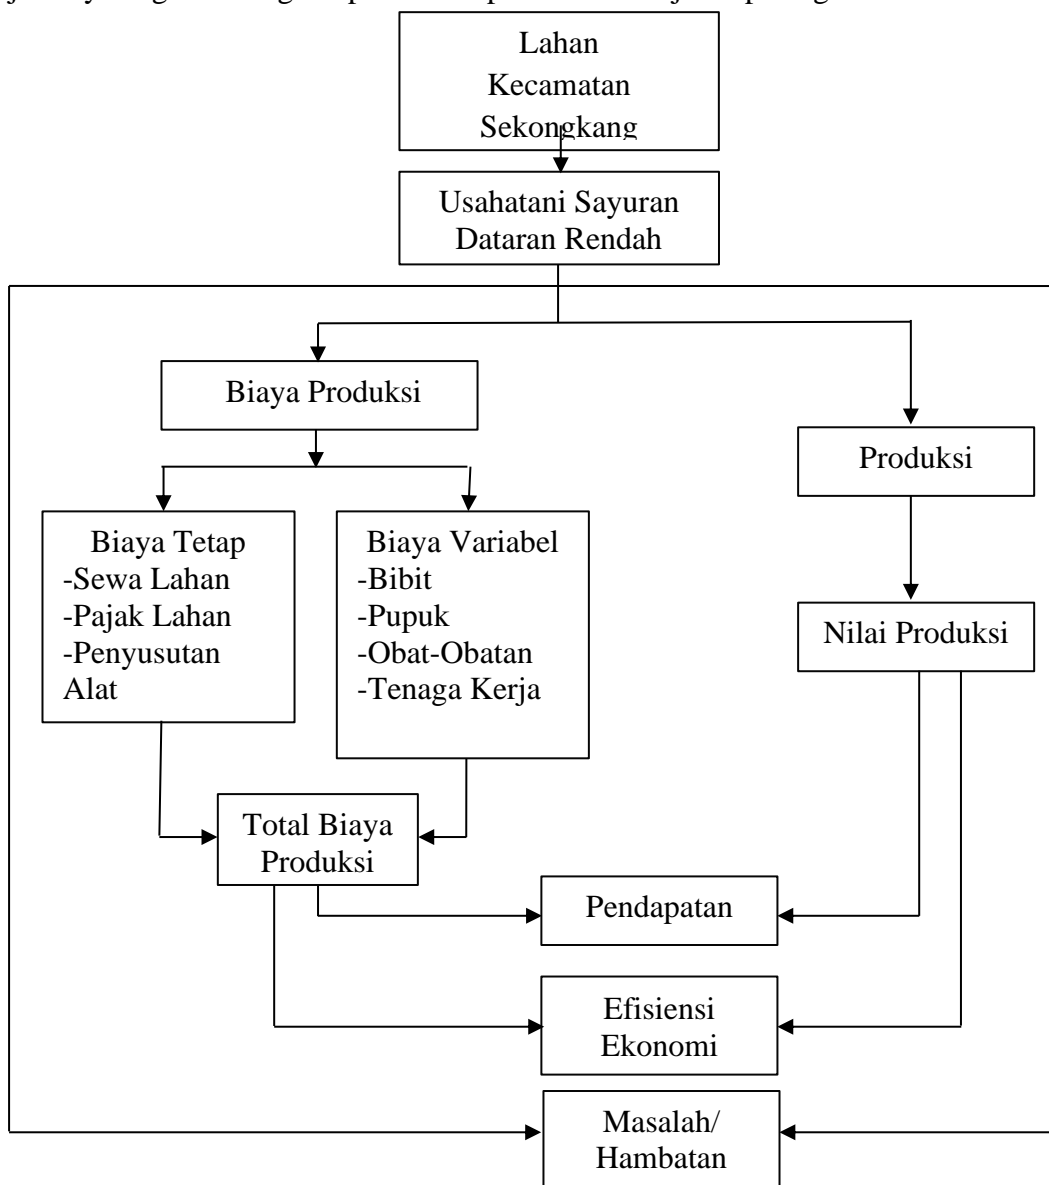 Lahan
Kecamatan
Sekongkang
Usahatani Sayuran
Dataran Rendah
Biaya Produksi
Produksi
Biaya Tetap
-Sewa Lahan
-Pajak Lahan
-Penyusutan
Alat
Biaya Variabel
-Bibit
-Pupuk
-Obat-Obatan
-Tenaga Kerja
Nilai Produksi
Total Biaya
Produksi
Pendapatan
Efisiensi
Ekonomi
Masalah/
Hambatan